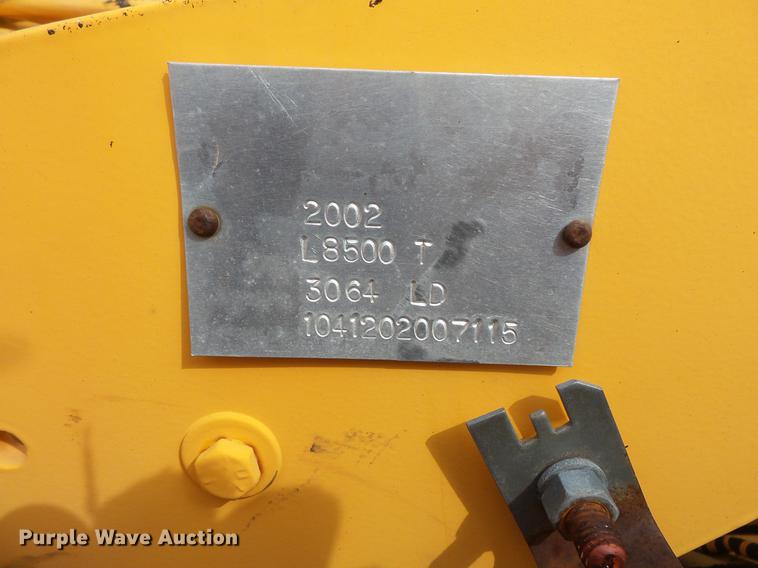 2002
L8500 T
3064 LD
1041202007115
Purple Wave Auction